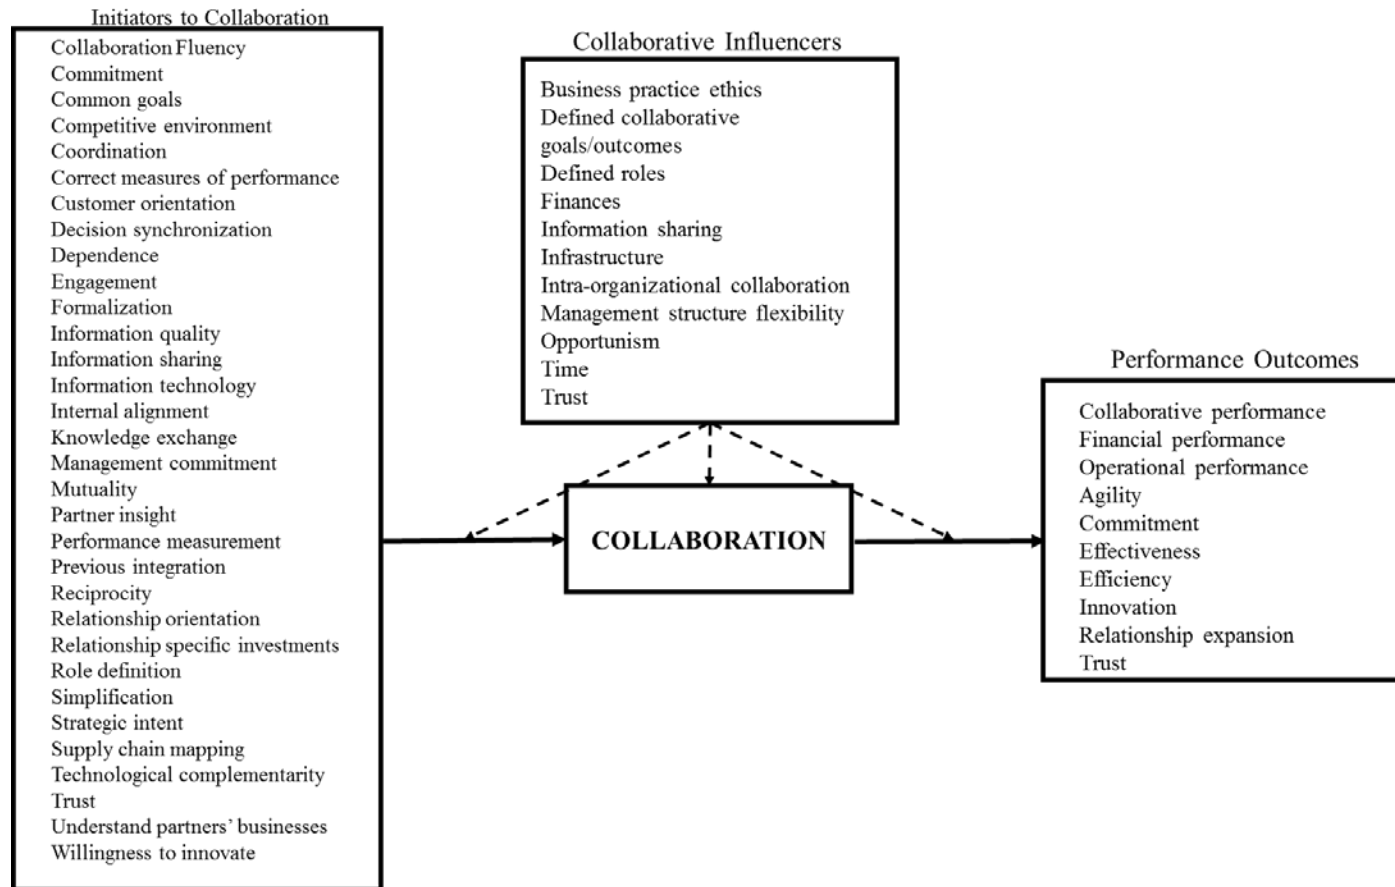 Initiators to Collaboration
Collaboration Fluency
Commitment
Common goals
Competitive environment
Coordination
Correct measures of performance
Customer orientation
Decision synchronization
Dependence
Engagement
Formalization
Information quality
Information sharing
Information technology
Internal alignment
Knowledge exchange
Management commitment
Mutuality
Partner insight
Performance measurement
Previous integration
Reciprocity
Relationship orientation
Relationship specific investments
Role definition
Simplification
Strategic intent
Supply chain mapping
Technological complementarity
Trust
Understand partners’ businesses
Willingness to innovate
Collaborative Influencers
Business practice ethics
Defined collaborative
goals/outcomes
Defined roles
Finances
Information sharing
Infrastructure
Intra-organizational collaboration
Management structure flexibility
Opportunism
Time
Trust
COLLABORATION
Performance Outcomes
Collaborative performance
Financial performance
Operational performance
Agility
Commitment
Effectiveness
Efficiency
Innovation
Relationship expansion
Trust